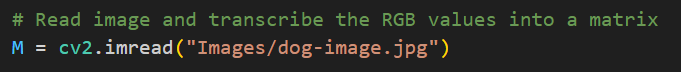 # Read image and transcribe the RGB values into a matrix
M = cv2.imread("Images/dog-image.jpg")